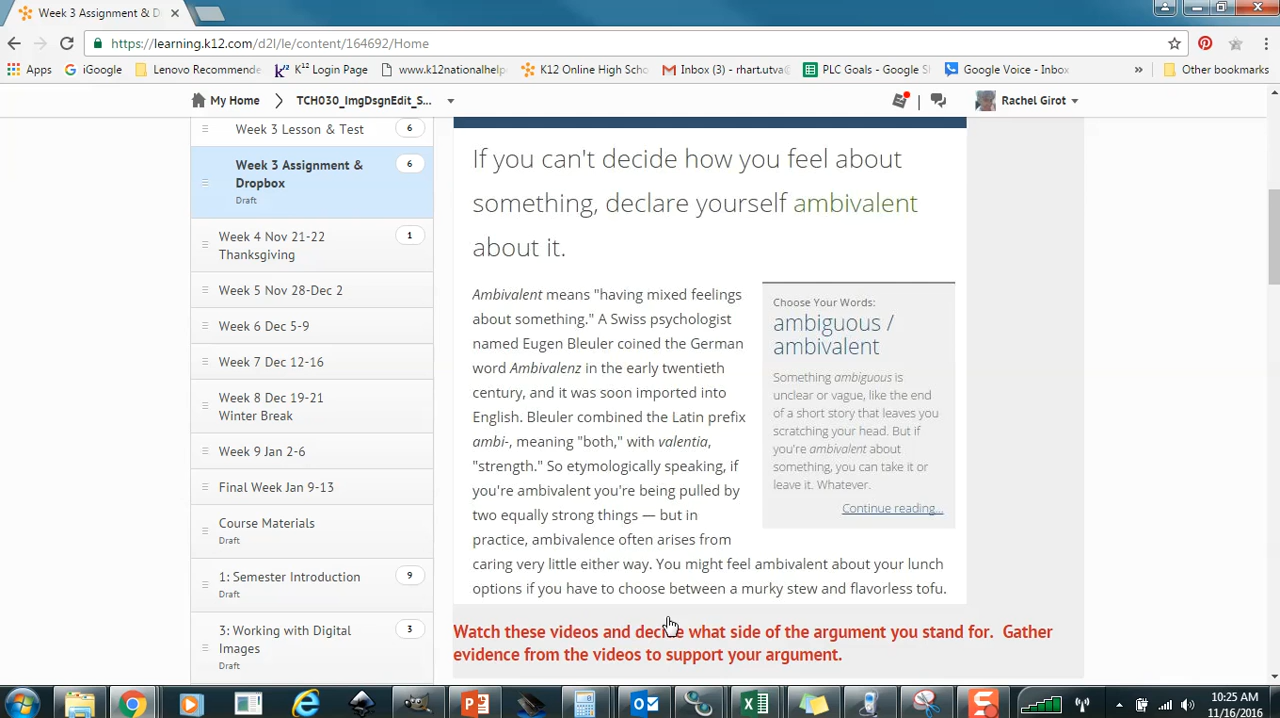 Week 3 Assignment & D
https://learning.k12.com/d2l/le/content/164692/Home
Apps
iGoogle
Lenovo Recommende
K¹² Login Page
www.k12nationalhelp
K12 Online High Scho
Inbox (3) - rhart.utva@
PLC Goals - Google S
Google Voice - Inbox
»
Other bookmarks
My Home
TCH030_ImgDsgnEdit_S...
Rachel Girot
Week 3 Lesson & Test
6
Week 3 Assignment &
Dropbox
6
Draft
Week 4 Nov 21-22
Thanksgiving
1
Week 5 Nov 28-Dec 2
Week 6 Dec 5-9
Week 7 Dec 12-16
Week 8 Dec 19-21
Winter Break
Week 9 Jan 2-6
Final Week Jan 9-13
Course Materials
Draft
1: Semester Introduction
9
Draft
3: Working with Digital
Images
3
Draft
If you can't decide how you feel about
something, declare yourself ambivalent
about it.
Ambivalent means "having mixed feelings
about something." A Swiss psychologist
named Eugen Bleuler coined the German
word Ambivalenz in the early twentieth
century, and it was soon imported into
English. Bleuler combined the Latin prefix
ambi-, meaning "both," with valentia,
"strength." So etymologically speaking, if
you're ambivalent you're being pulled by
two equally strong things — but in
practice, ambivalence often arises from
caring very little either way. You might feel ambivalent about your lunch
options if you have to choose between a murky stew and flavorless tofu.
Choose Your Words:
ambiguous /
ambivalent
Something ambiguous is
unclear or vague, like the end
of a short story that leaves you
scratching your head. But if
you're ambivalent about
something, you can take it or
leave it. Whatever.
Continue reading...
Watch these videos and decide what side of the argument you stand for. Gather
evidence from the videos to support your argument.
10:25 AM
11/16/2016